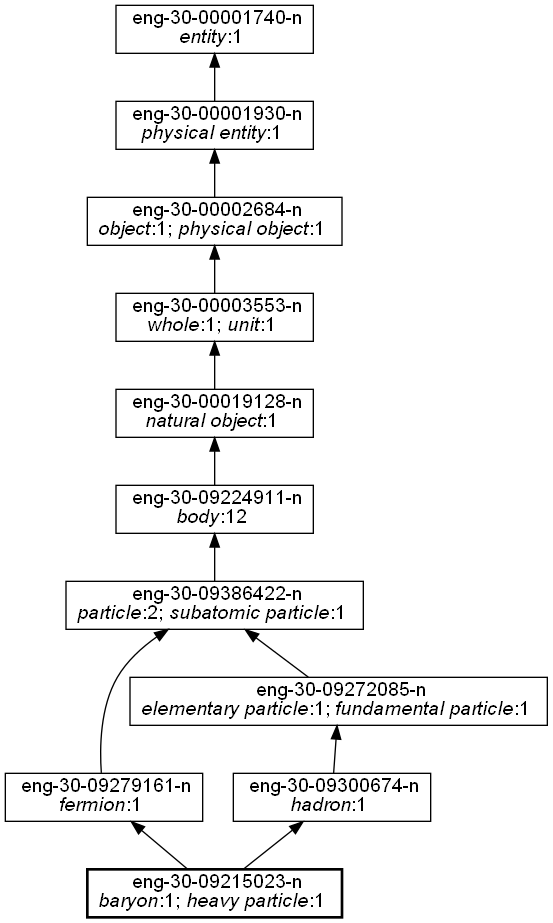 eng-30-00001740-n
entity:1
eng-30-00001930-n
physical entity:1
eng-30-00002684-n
object:1; physical object:1
eng-30-00003553-n
whole:1; unit:1
eng-30-00019128-n
natural object:1
eng-30-09224911-n
body:12
eng-30-09386422-n
particle:2; subatomic particle:1
eng-30-09272085-n
elementary particle:1; fundamental particle:1
eng-30-09279161-n
fermion:1
eng-30-09300674-n
hadron:1
eng-30-09215023-n
baryon:1; heavy particle:1